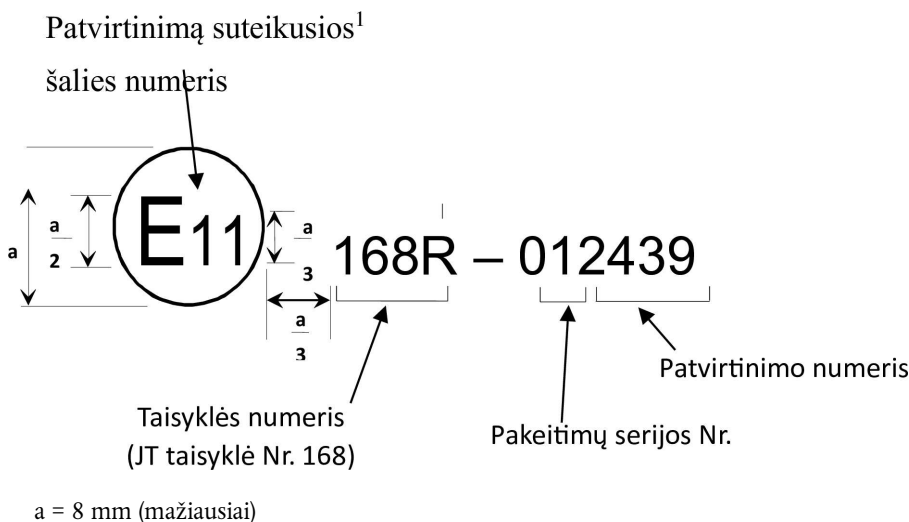 Patvirtinimą suteikusios¹
šalies numeris
a
a
2
E11
a
3
a
3
168R – 012439
Patvirtinimo numeris
Taisyklės numeris
(JT taisyklė Nr. 168)
Pakeitimų serijos Nr.
a = 8 mm (mažiausiai)